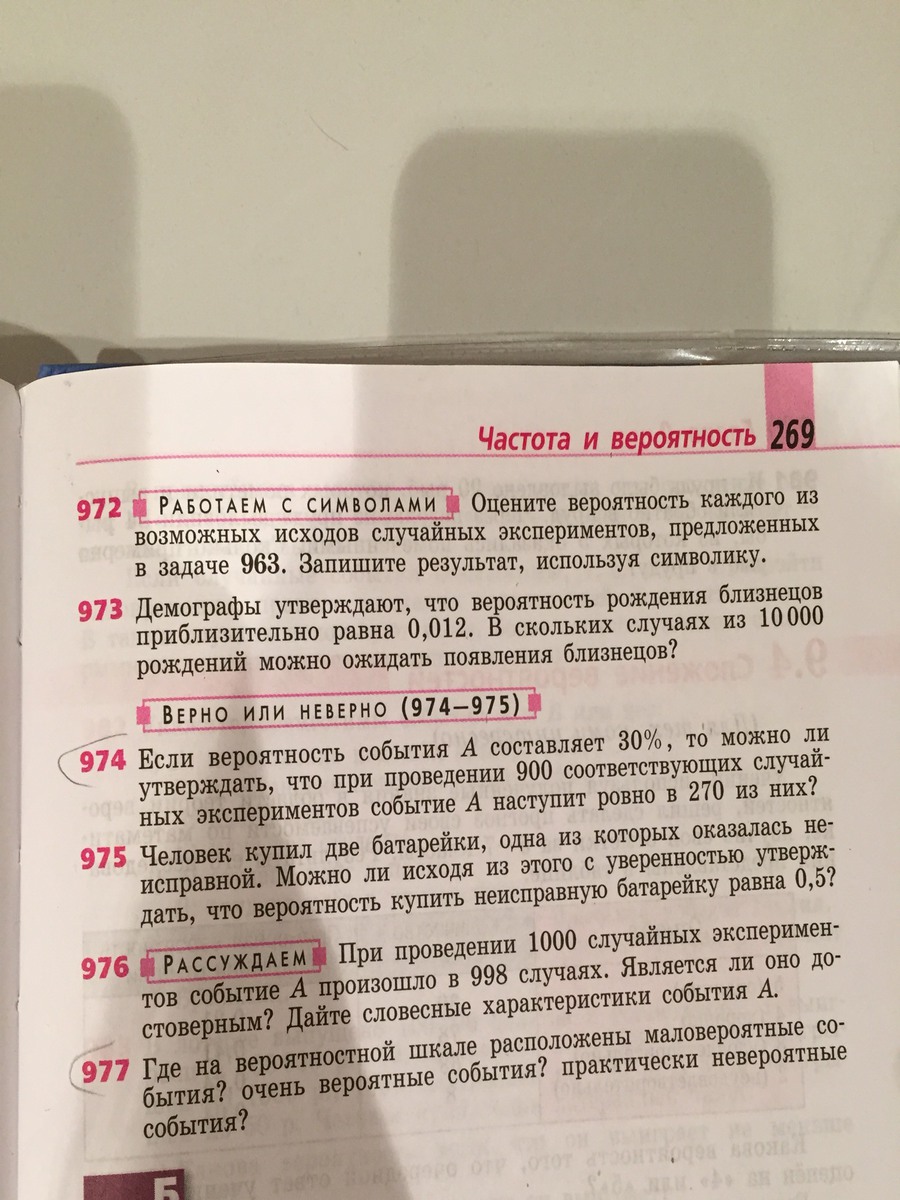 Частота и вероятность 269
972 РАБОТАЕМ С СИМВОЛАМИ Оцените вероятность каждого из
возможных исходов случайных экспериментов, предложенных
в задаче 963. Запишите результат, используя символику.
973 Демографы утверждают, что вероятность рождения близнецов
приблизительно равна 0,012. В скольких случаях из 10 000
рождений можно ожидать появления близнецов?
ВЕРНО ИЛИ НЕВЕРНО (974—975)
974 Если вероятность события А составляет 30%, то можно ли
утверждать, что при проведении 900 соответствующих случай-
ных экспериментов событие А наступит ровно в 270 из них?
975 Человек купил две батарейки, одна из которых оказалась не-
исправной. Можно ли исходя из этого с уверенностью утверж-
дать, что вероятность купить неисправную батарейку равна 0,5?
976 РАССУЖДАЕМ При проведении 1000 случайных эксперимен-
тов событие А произошло в 998 случаях. Является ли оно до-
стоверным? Дайте словесные характеристики события А.
977 Где на вероятностной шкале расположены маловероятные со-
бытия? очень вероятные события? практически невероятные
события?
Б